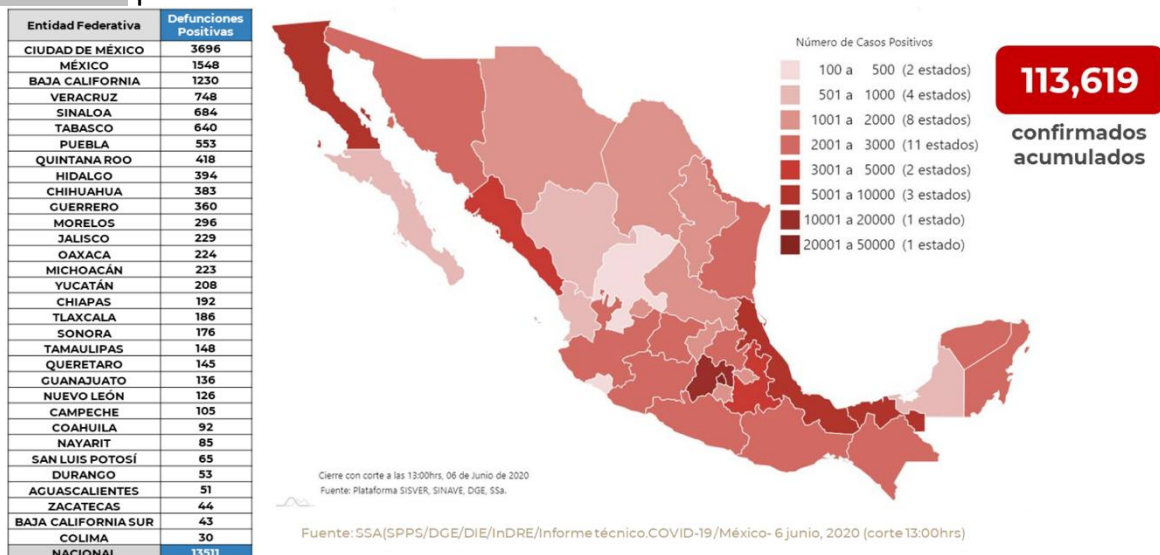 Entidad Federativa Defunciones Positivas
CIUDAD DE MÉXICO 3696
MÉXICO 1548
BAJA CALIFORNIA 1230
VERACRUZ 748
SINALOA 684
TABASCO 640
PUEBLA 553
QUINTANA ROO 418
HIDALGO 394
CHIHUAHUA 383
GUERRERO 360
MORELOS 296
JALISCO 229
OAXACA 224
MICHOACÁN 223
YUCATÁN 208
CHIAPAS 192
TLAXCALA 186
SONORA 176
TAMAULIPAS 148
QUERETARO 145
GUANAJUATO 136
NUEVO LEÓN 126
CAMPECHE 105
COAHUILA 92
NAYARIT 85
SAN LUIS POTOSÍ 65
DURANGO 53
AGUASCALIENTES 51
ZACATECAS 44
BAJA CALIFORNIA SUR 43
COLIMA 30
NACIONAL 13511
Número de Casos Positivos
100 a 500 (2 estados)
501 a 1000 (4 estados)
1001 a 2000 (8 estados)
2001 a 3000 (11 estados)
3001 a 5000 (2 estados)
5001 a 10000 (3 estados)
10001 a 20000 (1 estado)
20001 a 50000 (1 estado)
113,619
confirmados
acumulados
Cierre con corte a las 13:00hrs, 06 de Junio de 2020
Fuente: Plataforma SISVER, SINAVE, DGE, SSa.
Fuente: SSA(SPPS/DGE/DIE/InDRE/Informe técnico.COVID-19/México- 6 junio, 2020 (corte 13:00hrs)